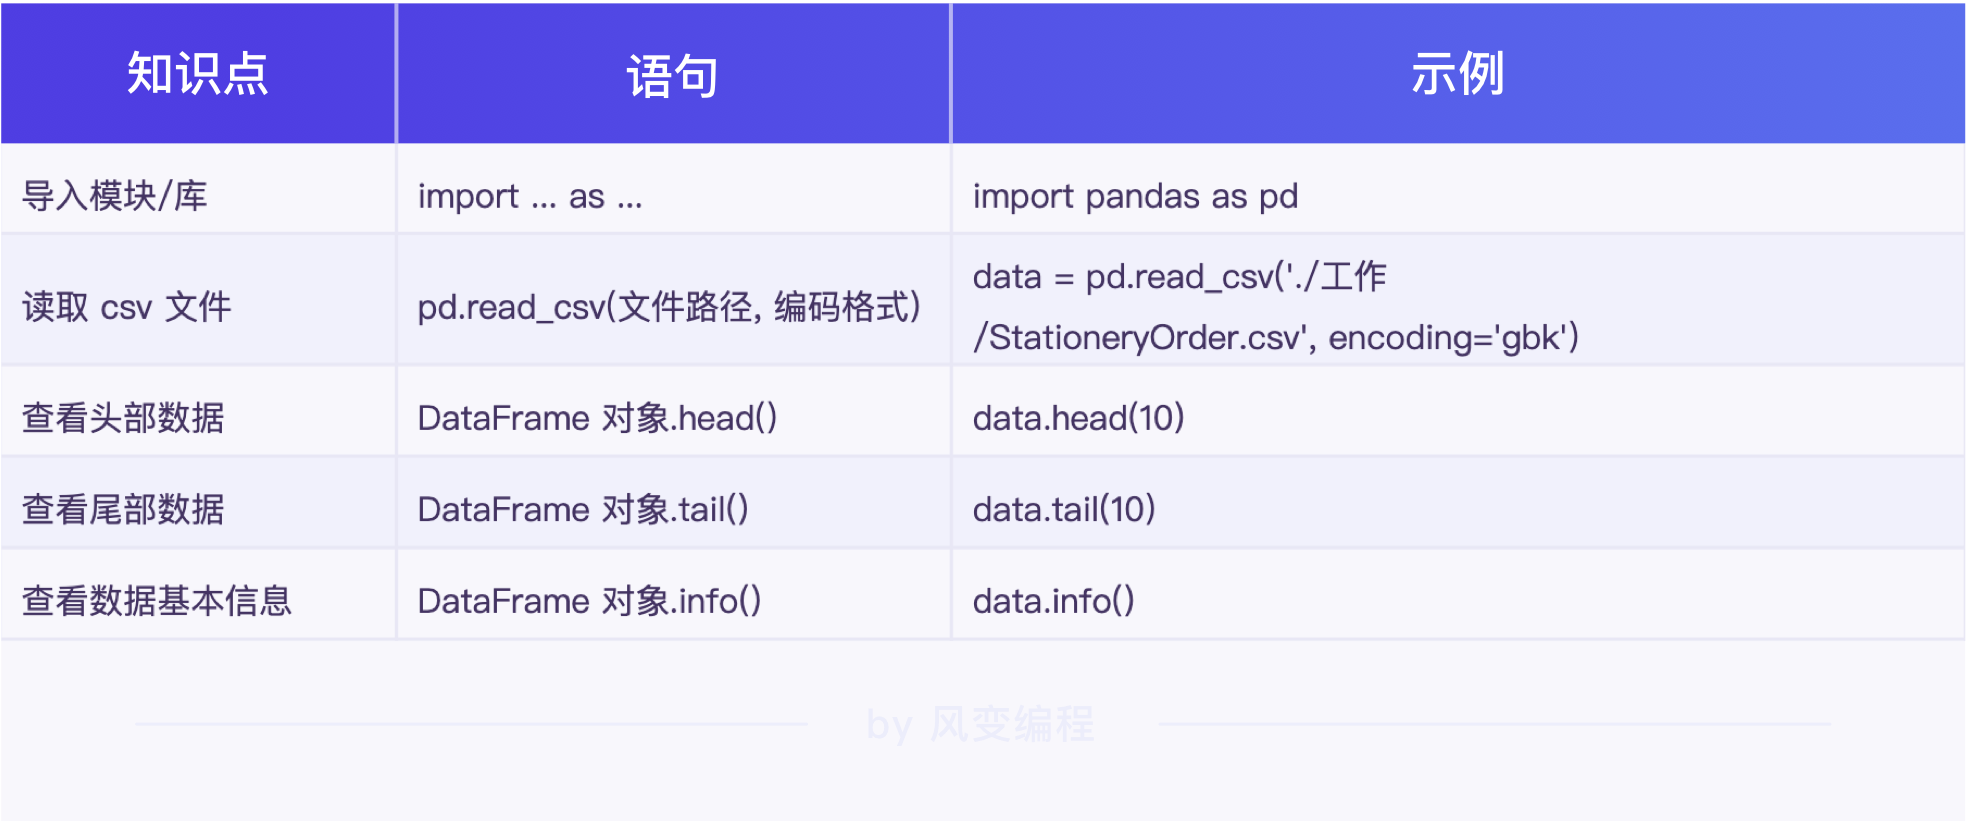 知识点 语句 示例
导入模块/库 import ... as ... import pandas as pd
读取 csv 文件 pd.read_csv(文件路径, 编码格式) data = pd.read_csv('./工作
/StationeryOrder.csv', encoding='gbk')
查看头部数据 DataFrame 对象.head() data.head(10)
查看尾部数据 DataFrame 对象.tail() data.tail(10)
查看数据基本信息 DataFrame 对象.info() data.info()
by 风变编程